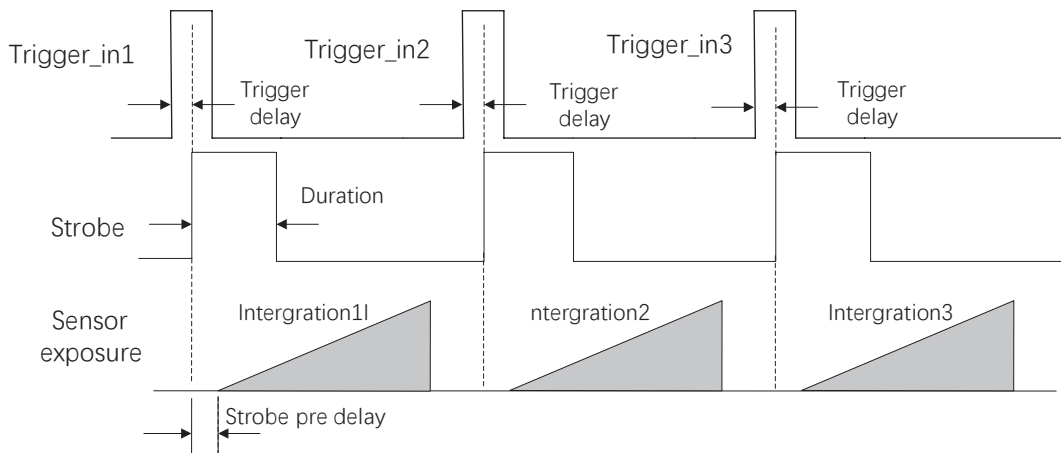 Trigger_in1
Trigger_in2
Trigger_in3
Trigger
delay
Trigger
delay
Trigger
delay
Duration
Strobe
Intergration1I
ntergration2
Intergration3
Sensor
exposure
Strobe pre delay